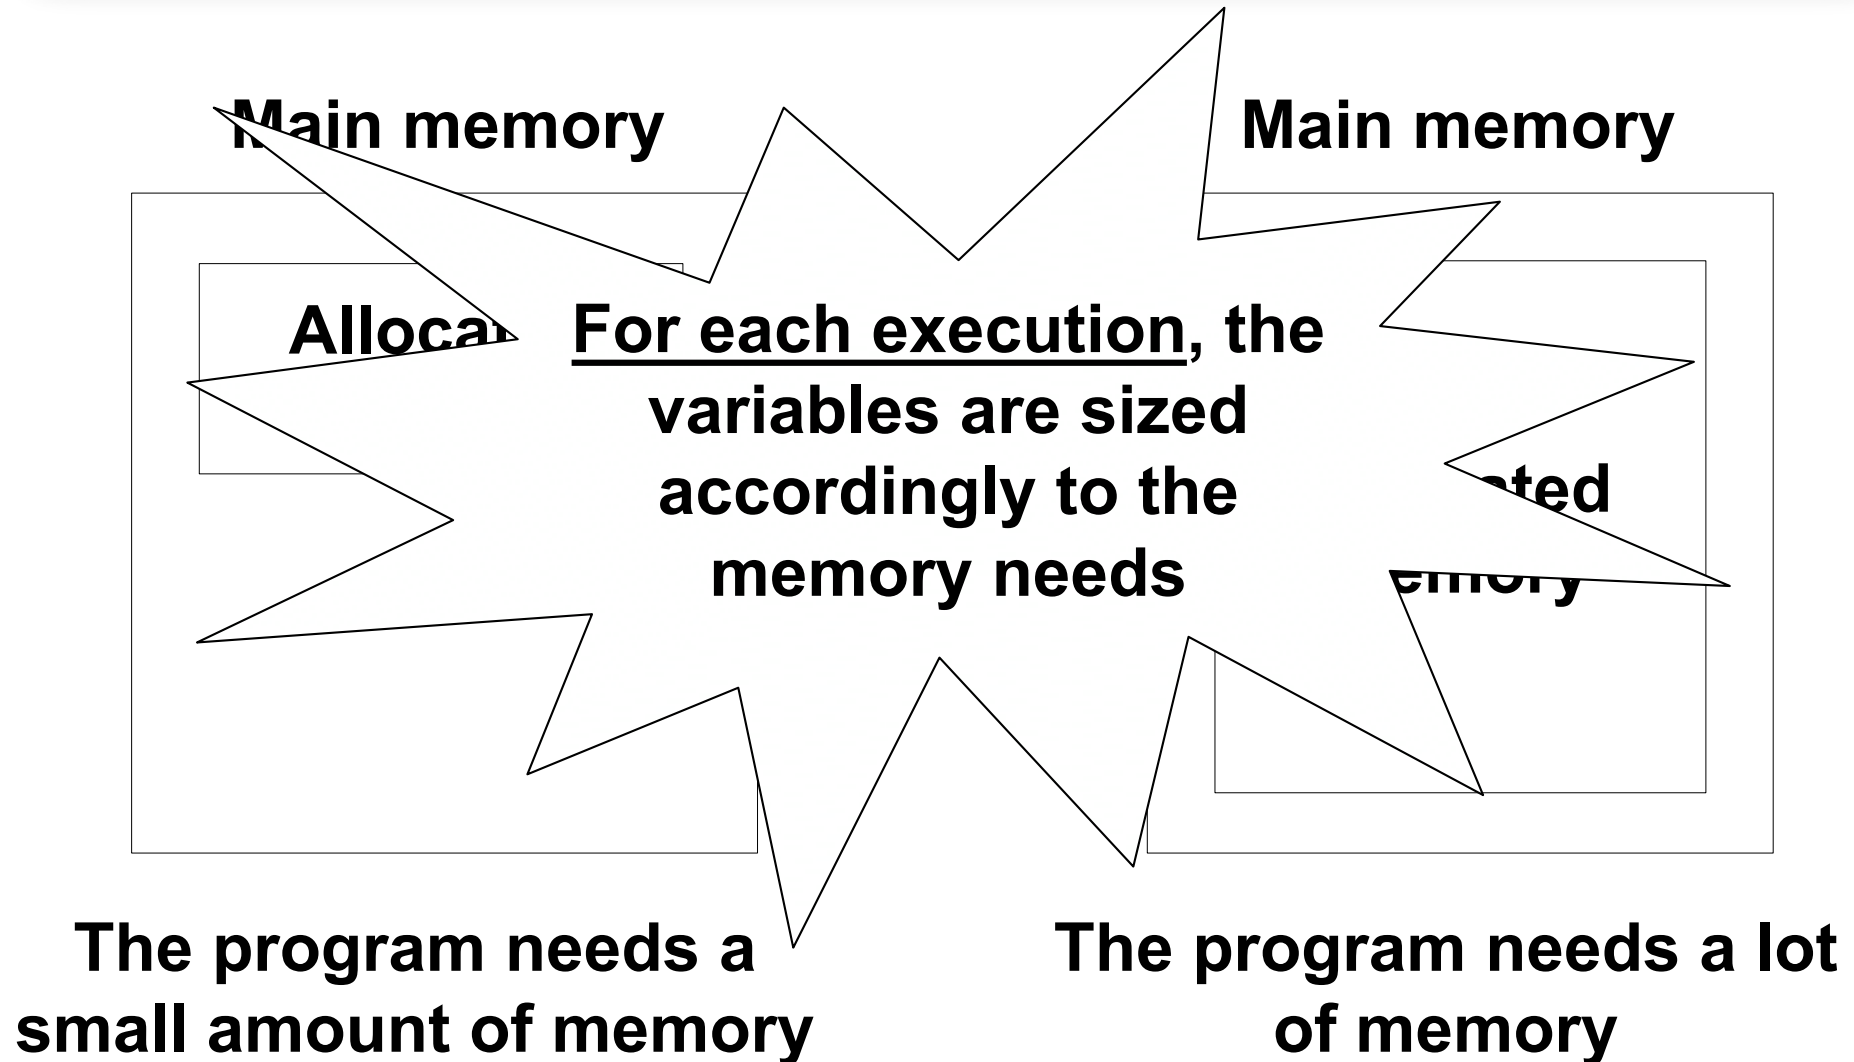 Main memory
Main memory
For each execution, the
variables are sized
accordingly to the
memory needs
The program needs a
small amount of memory
The program needs a lot
of memory